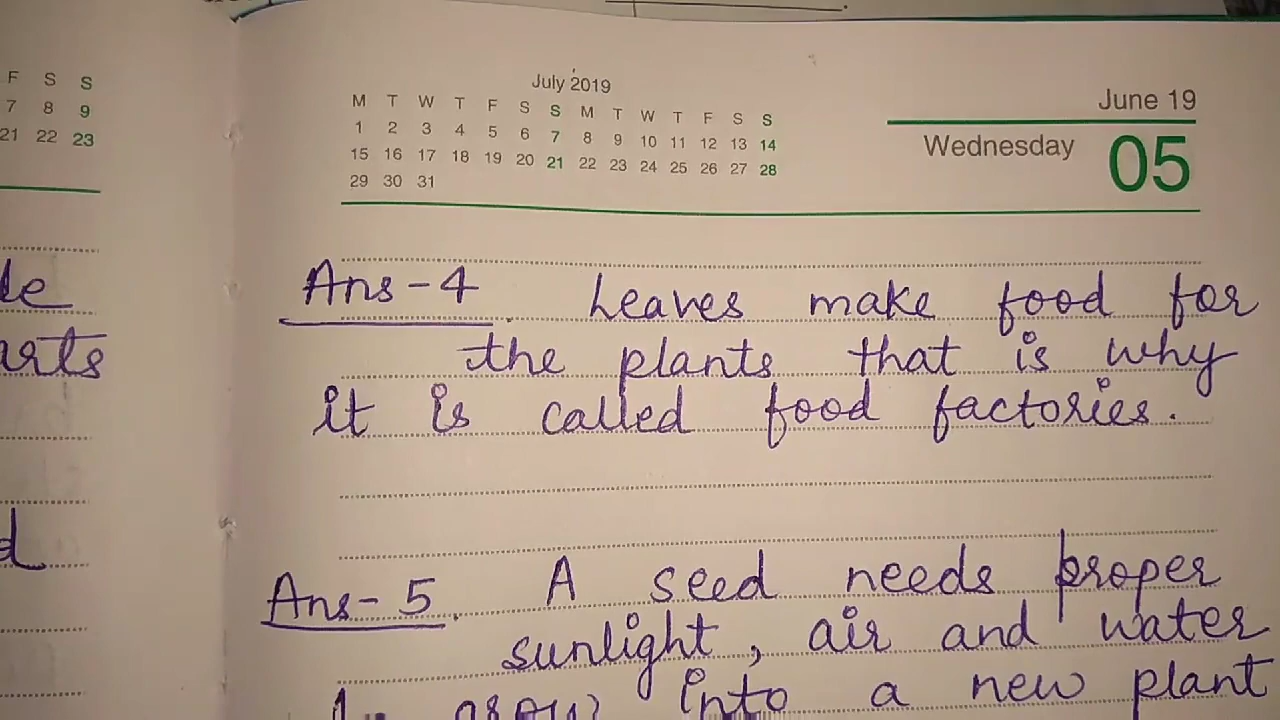 F S S
7 8 9
21 22 23
July 2019
M T W T F S S M T W T F S S
1 2 3 4 5 6 7 8 9 10 11 12 13 14
15 16 17 18 19 20 21 22 23 24 25 26 27 28
29 30 31
June 19
Wednesday 05
Ans-4 Leaves make food for
the plants that is why
it is called food factories.
Ans-5. A seed needs proper
sunlight, air and water
grow into a new plant